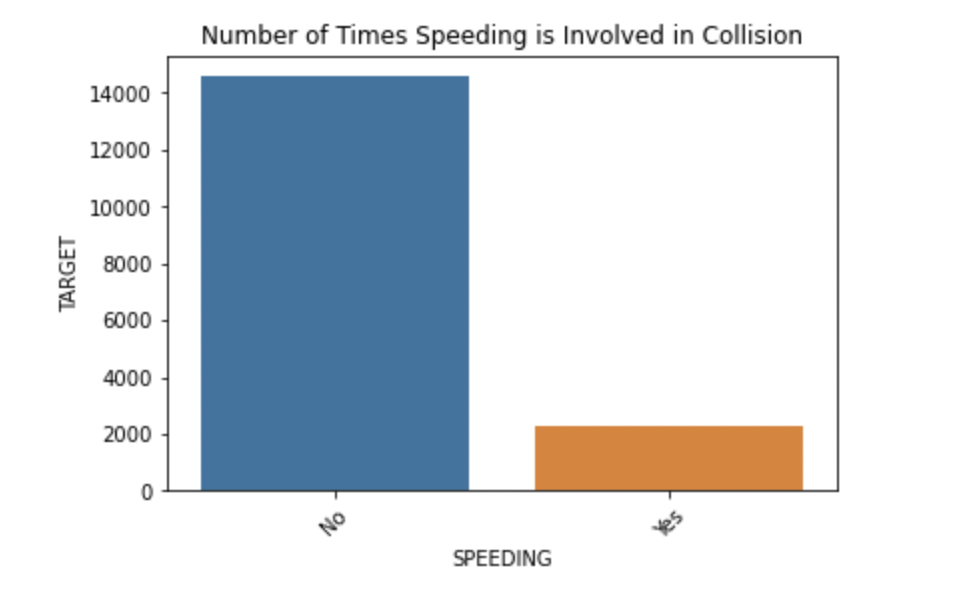 Number of Times Speeding is Involved in Collision
14000
12000
10000
8000
6000
4000
2000
0
TARGET
No
Yes
SPEEDING